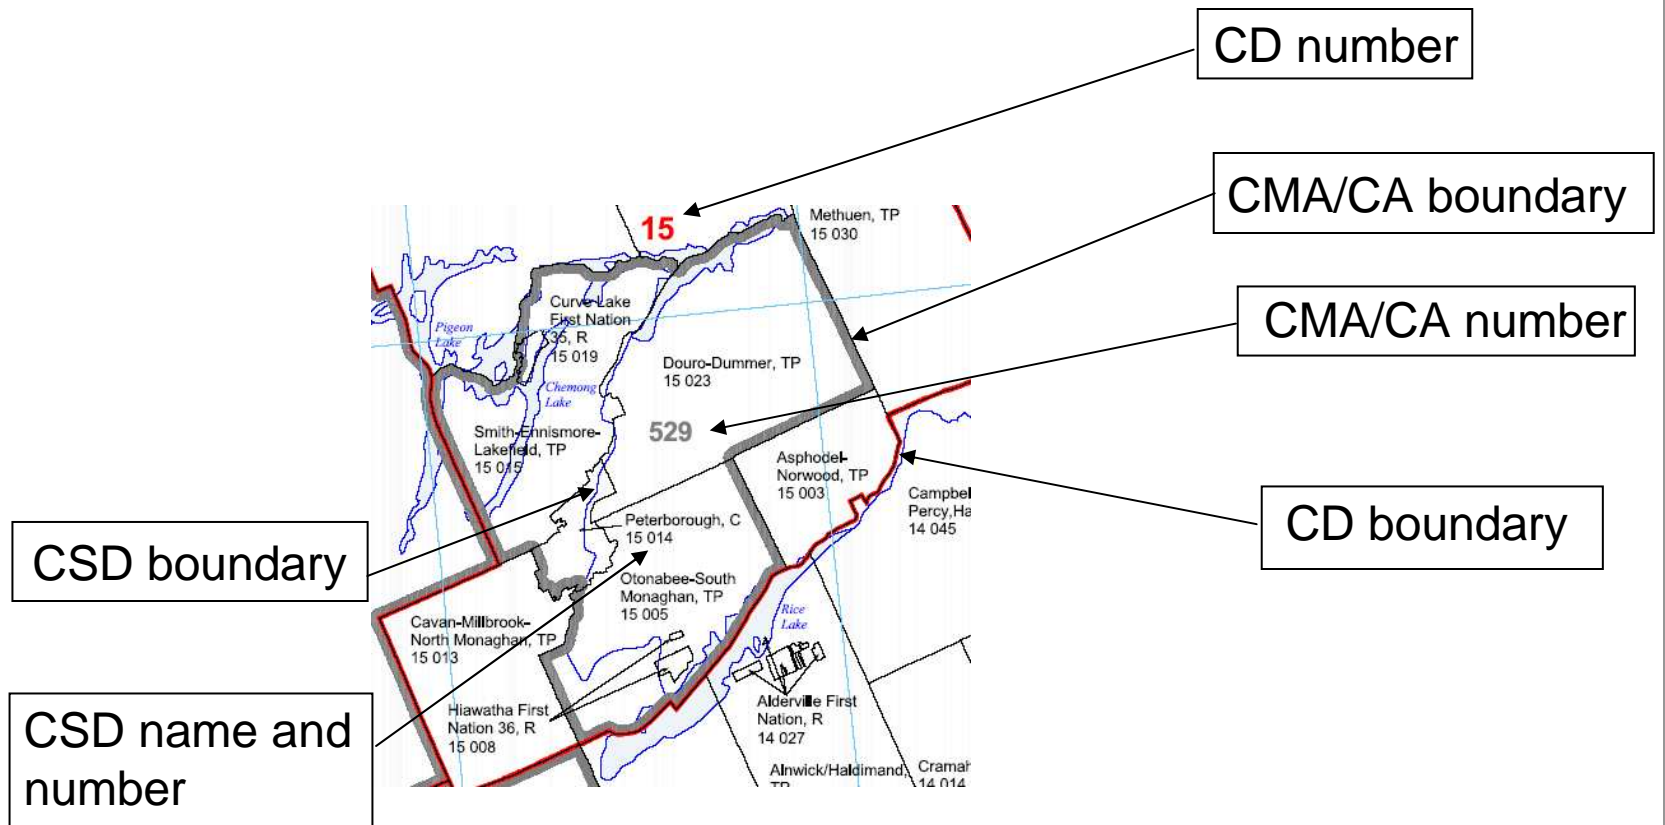 CD number
CMA/CA boundary
15
Methuen, TP
15 030
CMA/CA number
Curve Lake
First Nation
35, R
15 019
Pigeon
Lake
Douro-Dummer, TP
15 023
Chemong
Lake
529
Smith-Ennismore-
Lakefield, TP
15 015
Asphodel-
Norwood, TP
15 003
Campbel
Percy,Ha
14 045
CD boundary
CSD boundary
Peterborough, C
15 014
Otonabee-South
Monaghan, TP
15 005
Rice
Lake
Cavan-Millbrook-
North Monaghan, TP
15 013
Hiawatha First
Nation 36, R
15 008
Alderville First
Nation, R
14 027
CSD name and
number
Alnwick/Haldimand,
TP
Cramah
14 014